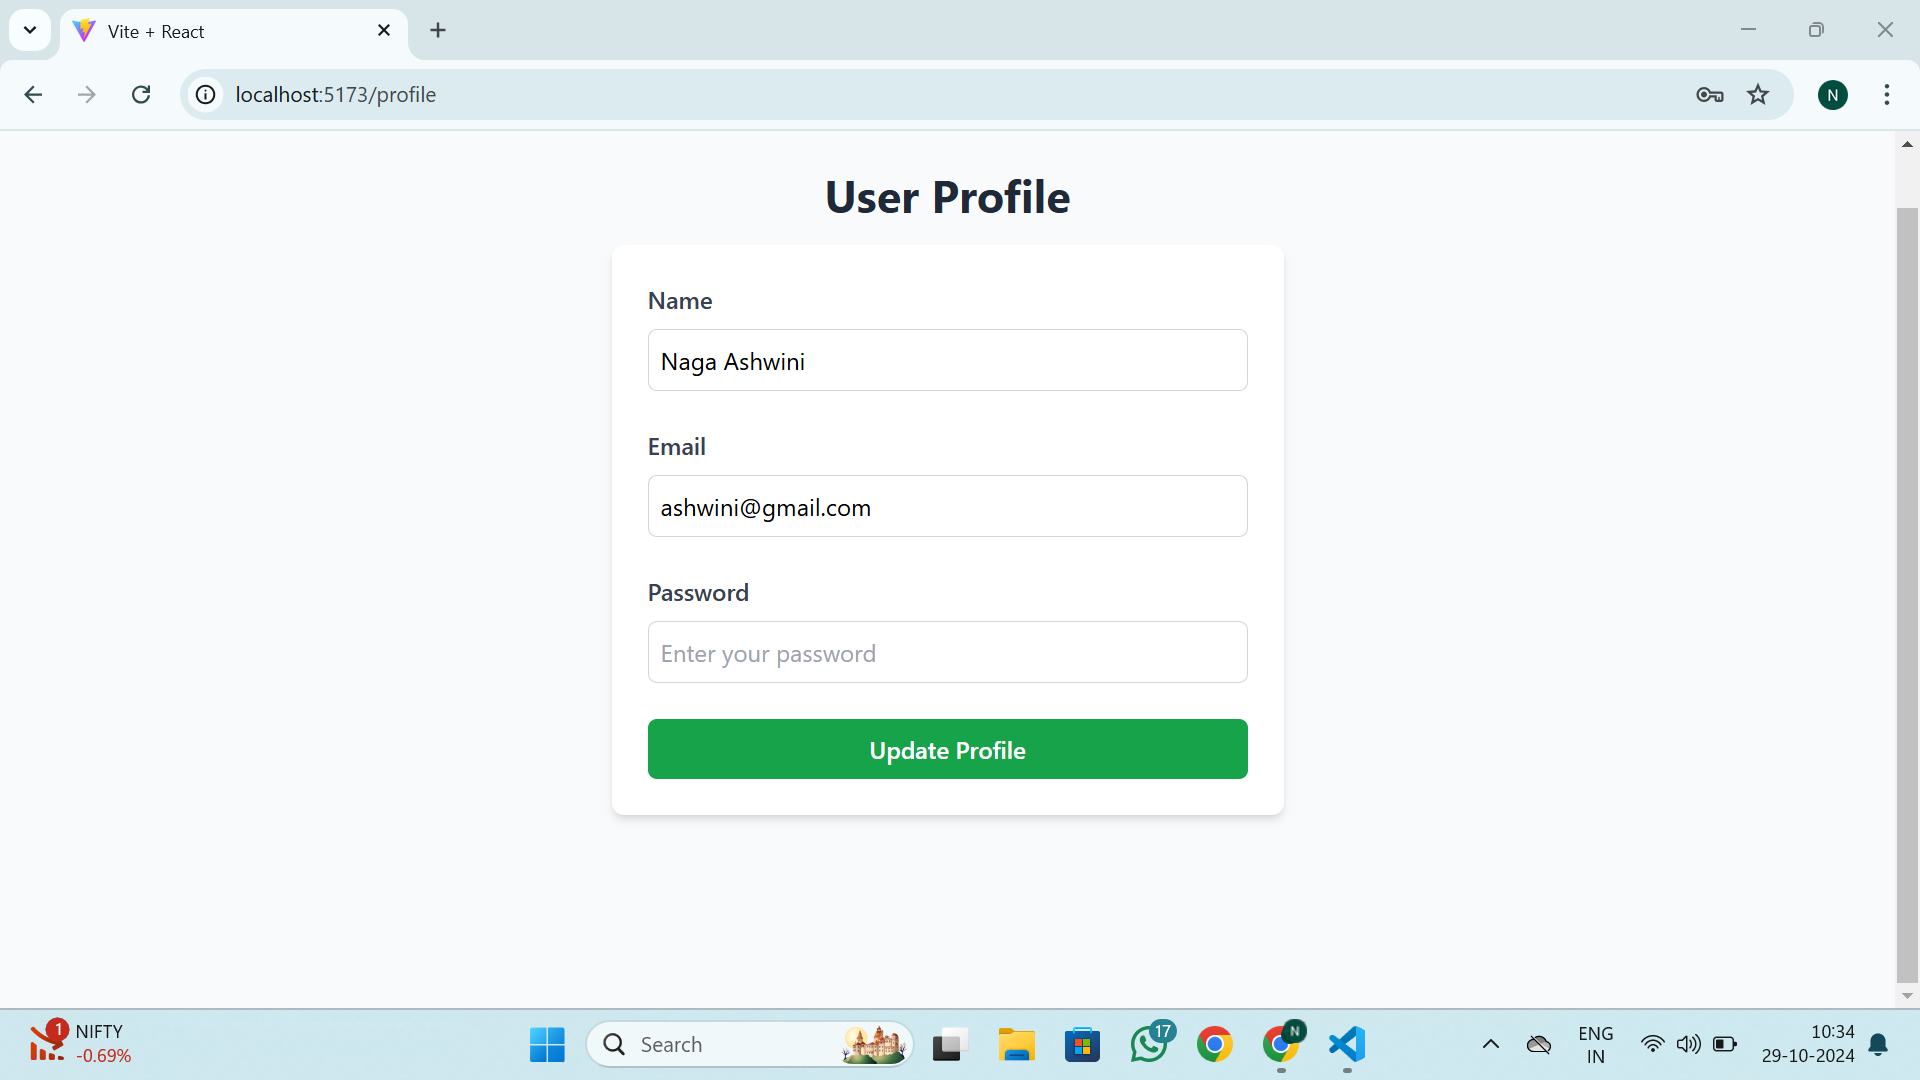 Vite + React
localhost:5173/profile
N
User Profile
Name
Naga Ashwini
Email
ashwini@gmail.com
Password
Enter your password
Update Profile
1
NIFTY
-0.69%
Search
17
N
ENG
IN
10:34
29-10-2024